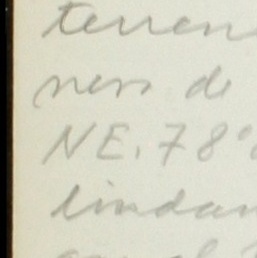 terren
ners de
NE. 78°
lindan